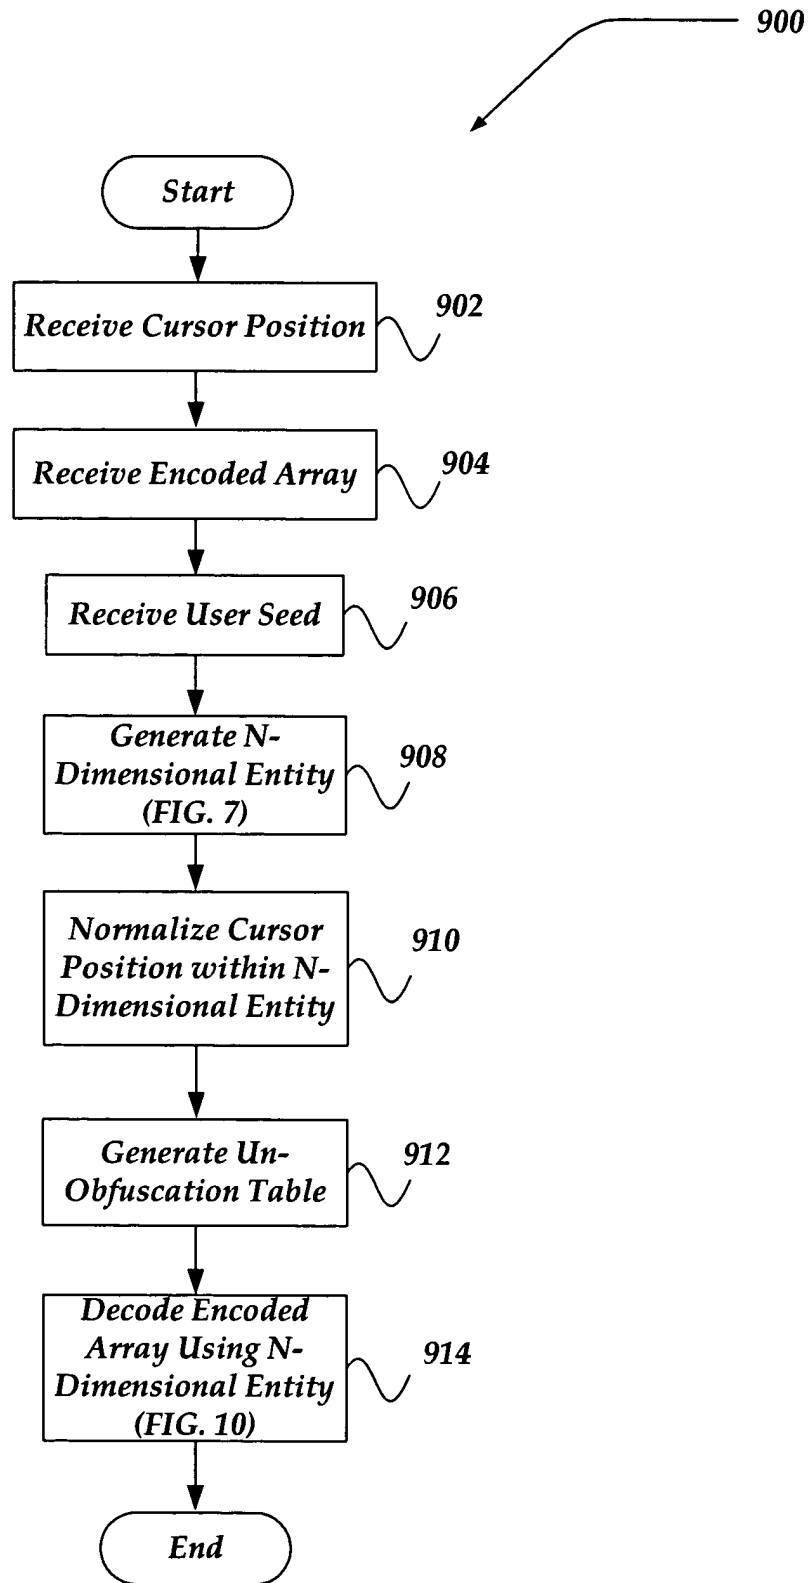 900
Start
Receive Cursor Position
902
Receive Encoded Array
904
Receive User Seed
906
Generate N-
Dimensional Entity
(FIG. 7)
908
Normalize Cursor
Position within N-
Dimensional Entity
910
Generate Un-
Obfuscation Table
912
Decode Encoded
Array Using N-
Dimensional Entity
(FIG. 10)
914
End